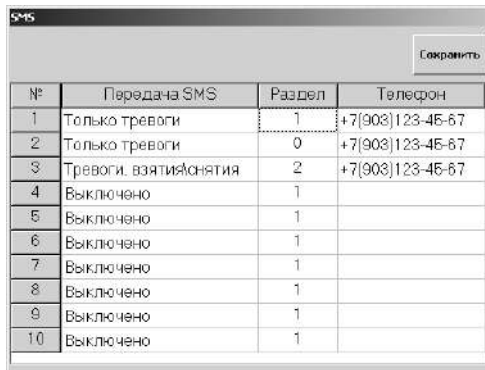 SMS
Сохранить
№ Передача SMS Раздел Телефон
1 Только тревоги 1 +7(903)123-45-67
2 Только тревоги 0 +7(903)123-45-67
3 Тревоги. взятия\снятия 2 +7(903)123-45-67
4 Выключено 1
5 Выключено 1
6 Выключено 1
7 Выключено 1
8 Выключено 1
9 Выключено 1
10 Выключено 1